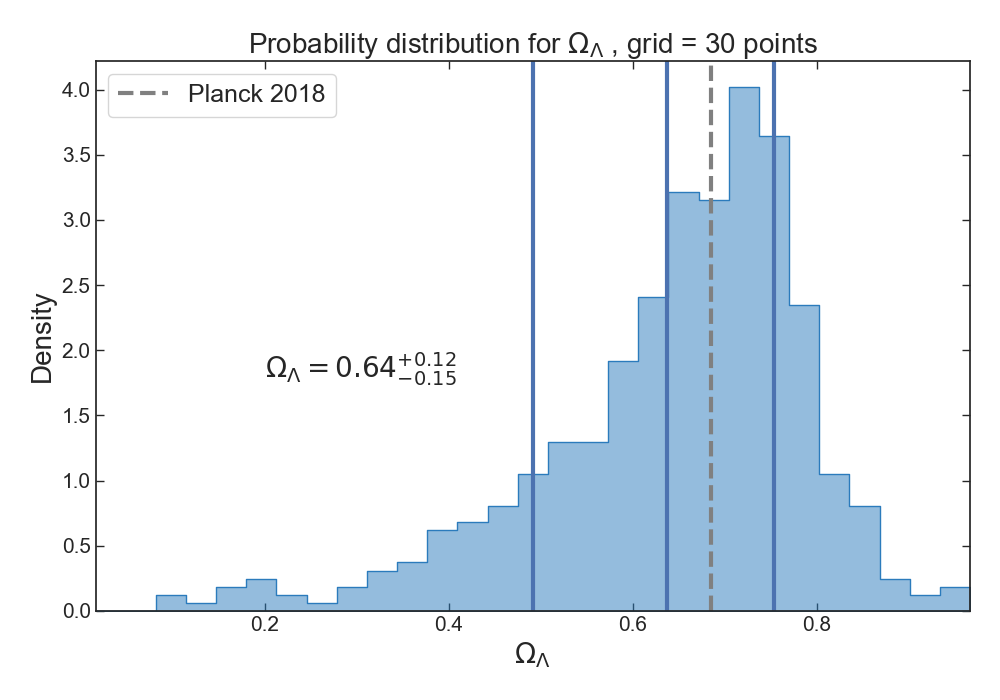 Probability distribution for Ω_Λ , grid = 30 points
Planck 2018
4.0
3.5
3.0
2.5
2.0
1.5
1.0
0.5
0.0
Density
Ω_Λ = 0.64^{+0.12}_{−0.15}
0.2 0.4 0.6 0.8
Ω_Λ